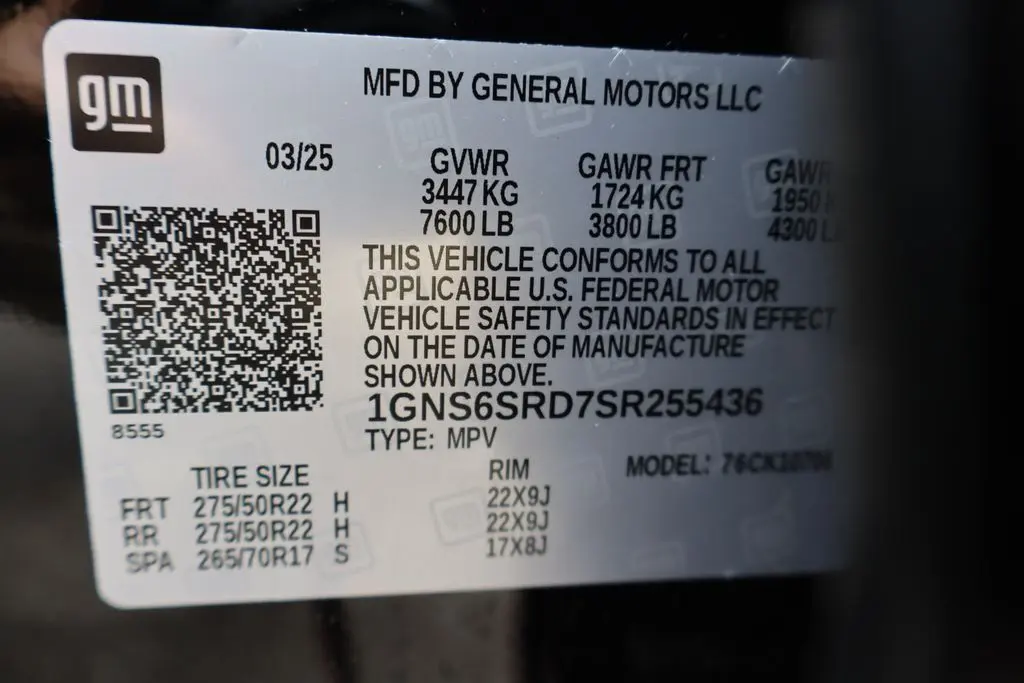 gm
MFD BY GENERAL MOTORS LLC
03/25 GVWR GAWR FRT GAWR
3447 KG 1724 KG 1950
7600 LB 3800 LB 4300
THIS VEHICLE CONFORMS TO ALL
APPLICABLE U.S. FEDERAL MOTOR
VEHICLE SAFETY STANDARDS IN EFFECT
ON THE DATE OF MANUFACTURE
SHOWN ABOVE.
1GNS6SRD7SR255436
8555
TYPE: MPV
TIRE SIZE RIM MODEL:
FRT 275/50R22 H 22X9J
RR 275/50R22 H 22X9J
SPA 265/70R17 S 17X8J